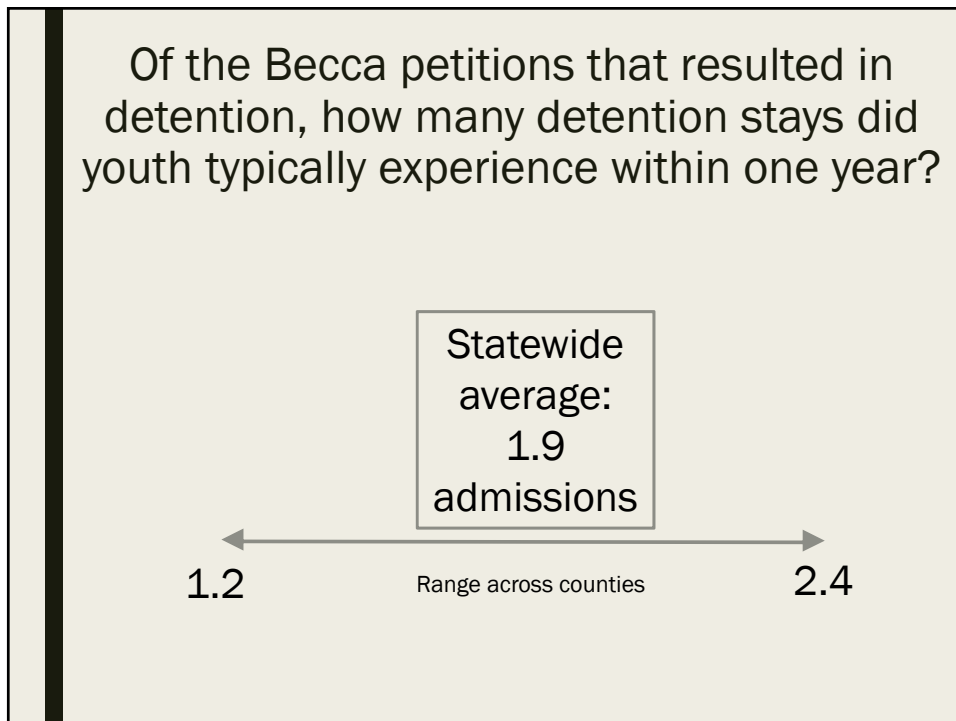 Of the Becca petitions that resulted in
detention, how many detention stays did
youth typically experience within one year?
Statewide
average:
1.9
admissions
1.2
Range across counties
2.4